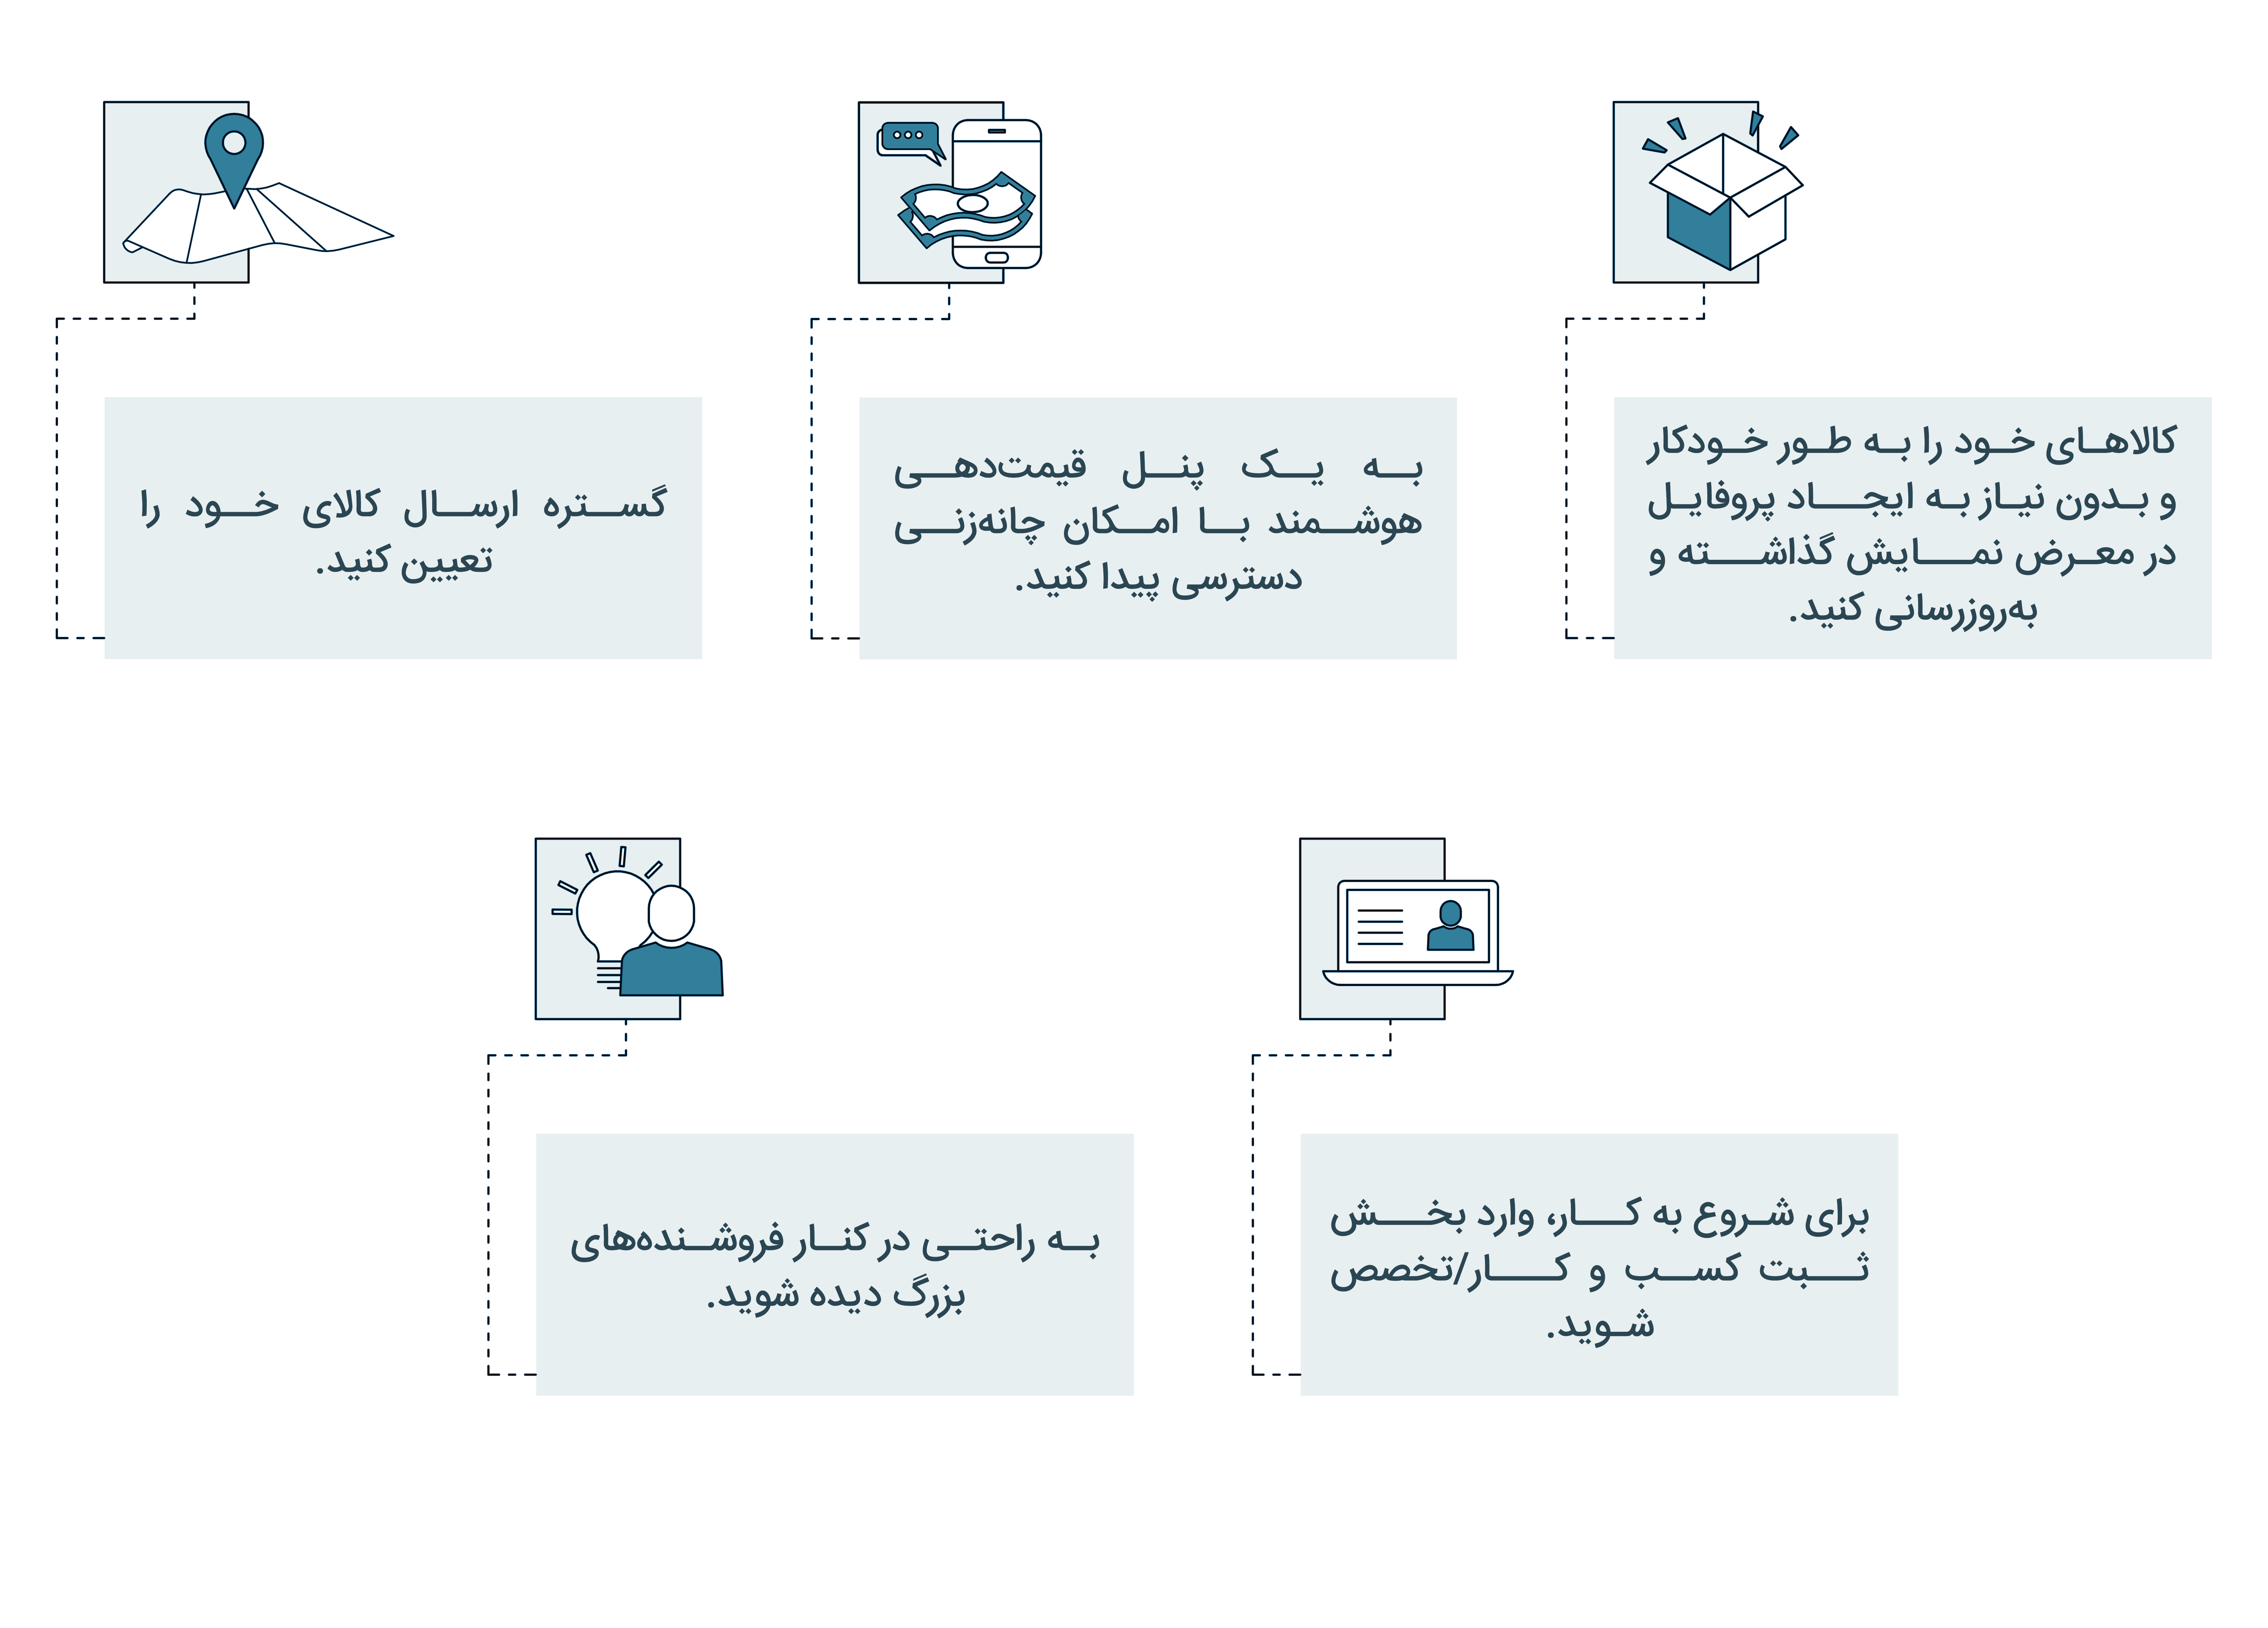 کالاهای خود را به طور خودکار
و بدون نیاز به ایجاد پروفایل
در معرض نمایش گذاشته و
به‌روزرسانی کنید.
به یک پنل قیمت‌دهی
هوشمند با امکان چانه‌زنی
دسترسی پیدا کنید.
گستره ارسال کالای خود را
تعیین کنید.
برای شروع به کار، وارد بخش
ثبت کسب و کار/تخصص
شوید.
به راحتی در کنار فروشنده‌های
بزرگ دیده شوید.